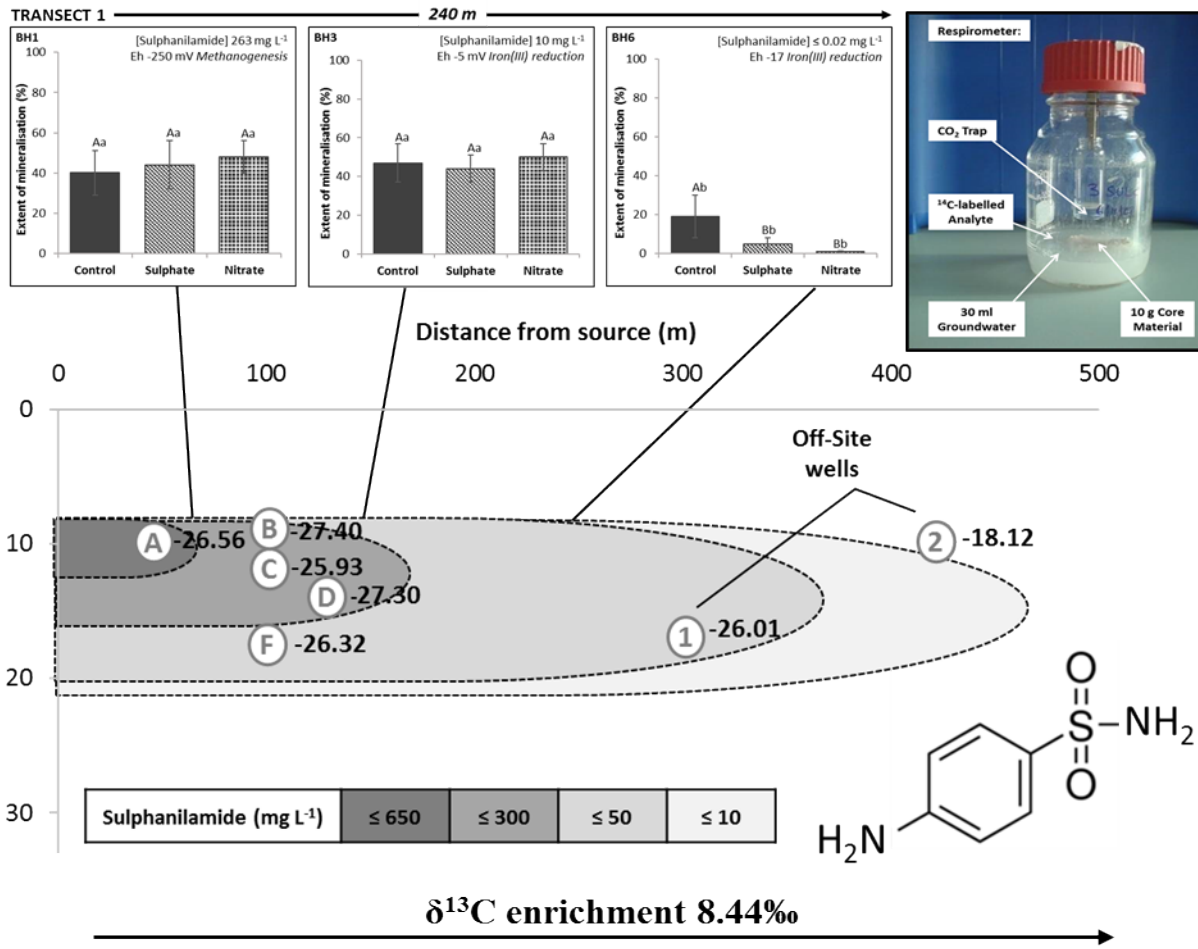 TRANSECT 1
240 m
BH1
[Sulphanilamide] 263 mg L⁻¹
Eh -250 mV Methanogenesis
Extent of mineralisation (%)
100
80
60
40
20
0
Aa
Aa
Aa
Control
Sulphate
Nitrate
BH3
[Sulphanilamide] 10 mg L⁻¹
Eh -5 mV Iron(III) reduction
Extent of mineralisation (%)
100
80
60
40
20
0
Aa
Aa
Aa
Control
Sulphate
Nitrate
BH6
[Sulphanilamide] ≤ 0.02 mg L⁻¹
Eh -17 Iron(III) reduction
Extent of mineralisation (%)
100
80
60
40
20
0
Ab
Bb
Bb
Control
Sulphate
Nitrate
Respirometer:
CO₂ Trap
¹⁴C-labelled
Analyte
30 ml
Groundwater
10 g Core
Material
Distance from source (m)
0 100 200 300 400 500
0
10
20
30
Off-Site
wells
A -26.56
B -27.40
C -25.93
D -27.30
F -26.32
1 -26.01
2 -18.12
Sulphanilamide (mg L⁻¹) ≤ 650 ≤ 300 ≤ 50 ≤ 10
O
S
NH₂
O
H₂N
δ¹³C enrichment 8.44‰